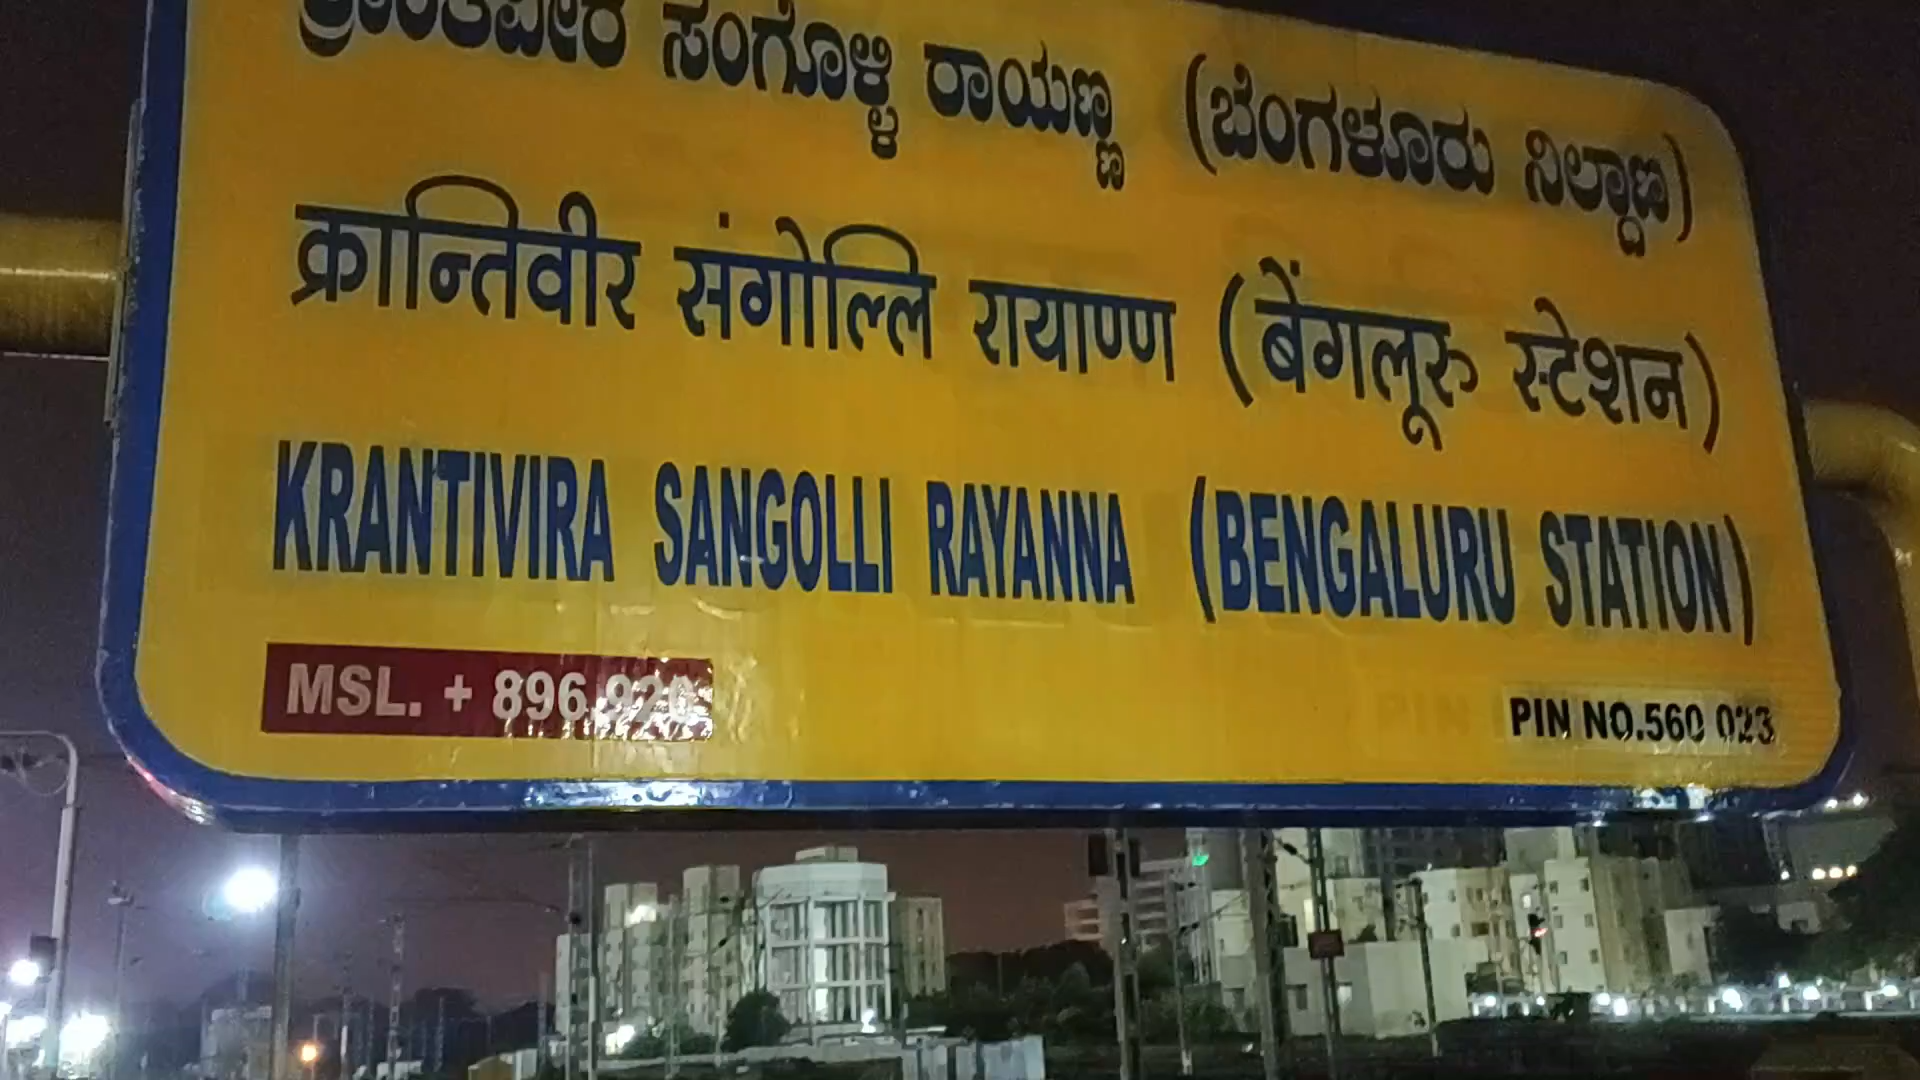 ಕ್ರಾಂತಿವೀರ ಸಂಗೊಳ್ಳಿ ರಾಯಣ್ಣ (ಬೆಂಗಳೂರು ನಿಲ್ದಾಣ)
क्रान्तिवीर संगोल्लि रायाण्ण (बेंगलूरु स्टेशन)
KRANTIVIRA SANGOLLI RAYANNA (BENGALURU STATION)
MSL. + 896.920
PIN NO.560 023